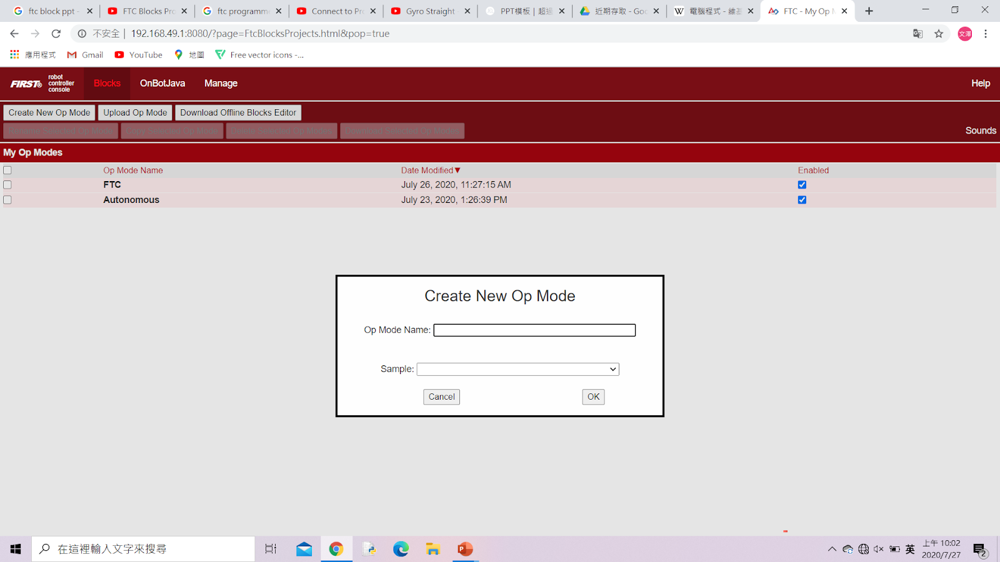 ftc block ppt -
FTC Blocks Pro
ftc programm
Connect to Pro
Gyro Straight
PPT模板 | 超過
近期存取 - Goo
電腦程式 - 維基
FTC - My Op M
不安全 | 192.168.49.1:8080/?page=FtcBlocksProjects.html&pop=true
文澤
應用程式
Gmail
YouTube
地圖
Free vector icons -...
FIRST® robot controller console
Blocks
OnBotJava
Manage
Help
Create New Op Mode
Upload Op Mode
Download Offline Blocks Editor
Rename Selected Op Mode
Copy Selected Op Mode
Delete Selected Op Modes
Download Selected Op Modes
Sounds
My Op Modes
Op Mode Name
Date Modified▼
Enabled
FTC
July 26, 2020, 11:27:15 AM
Autonomous
July 23, 2020, 1:26:39 PM
Create New Op Mode
Op Mode Name:
Sample:
Cancel
OK
在這裡輸入文字來搜尋
英
上午 10:02
2020/7/27
2